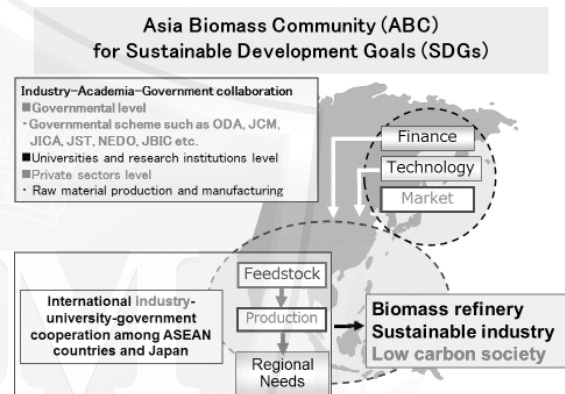 Asia Biomass Community (ABC)
for Sustainable Development Goals (SDGs)
Industry-Academia-Government collaboration
■Governmental level
・Governmental scheme such as ODA, JCM,
JICA, JST, NEDO, JBIC etc.
■Universities and research institutions level
■Private sectors level
・ Raw material production and manufacturing
Finance
Technology
Market
Feedstock
Production
Regional
Needs
International industry-
university-government
cooperation among ASEAN
countries and Japan
Biomass refinery
Sustainable industry
Low carbon society